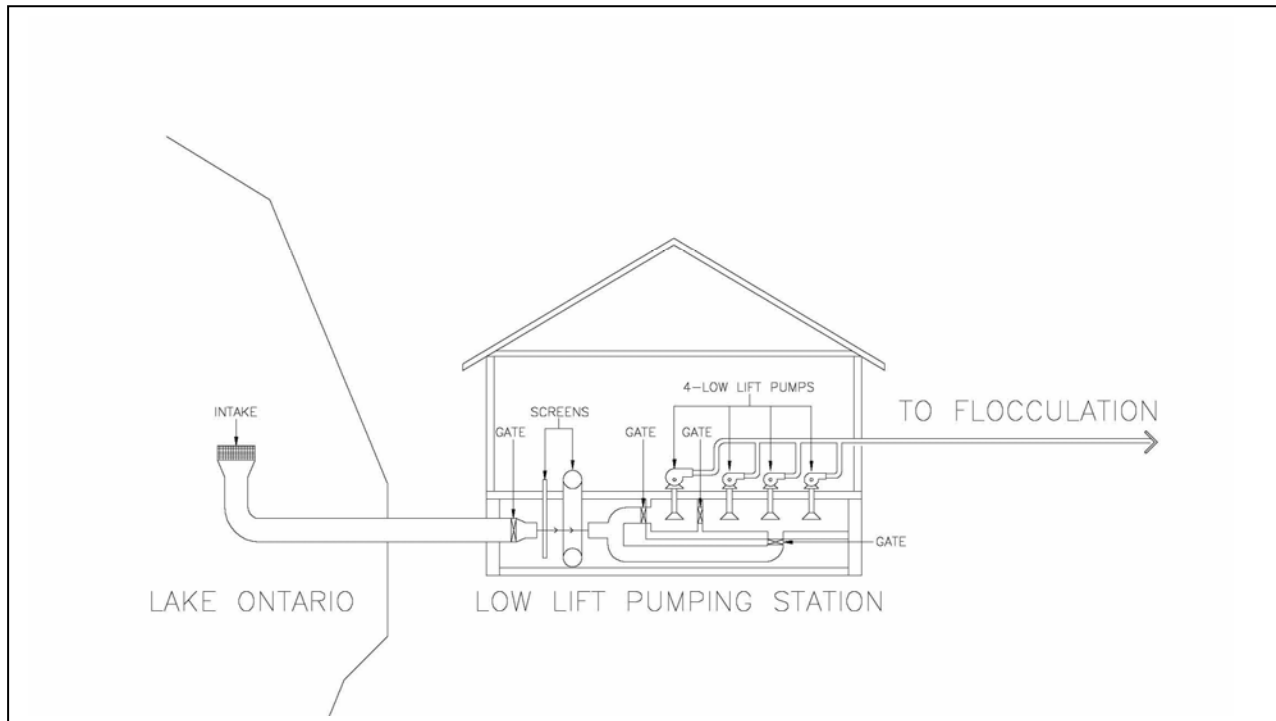 4-LOW LIFT PUMPS
INTAKE
SCREENS
TO FLOCCULATION
GATE
GATE
GATE
GATE
LAKE ONTARIO
LOW LIFT PUMPING STATION